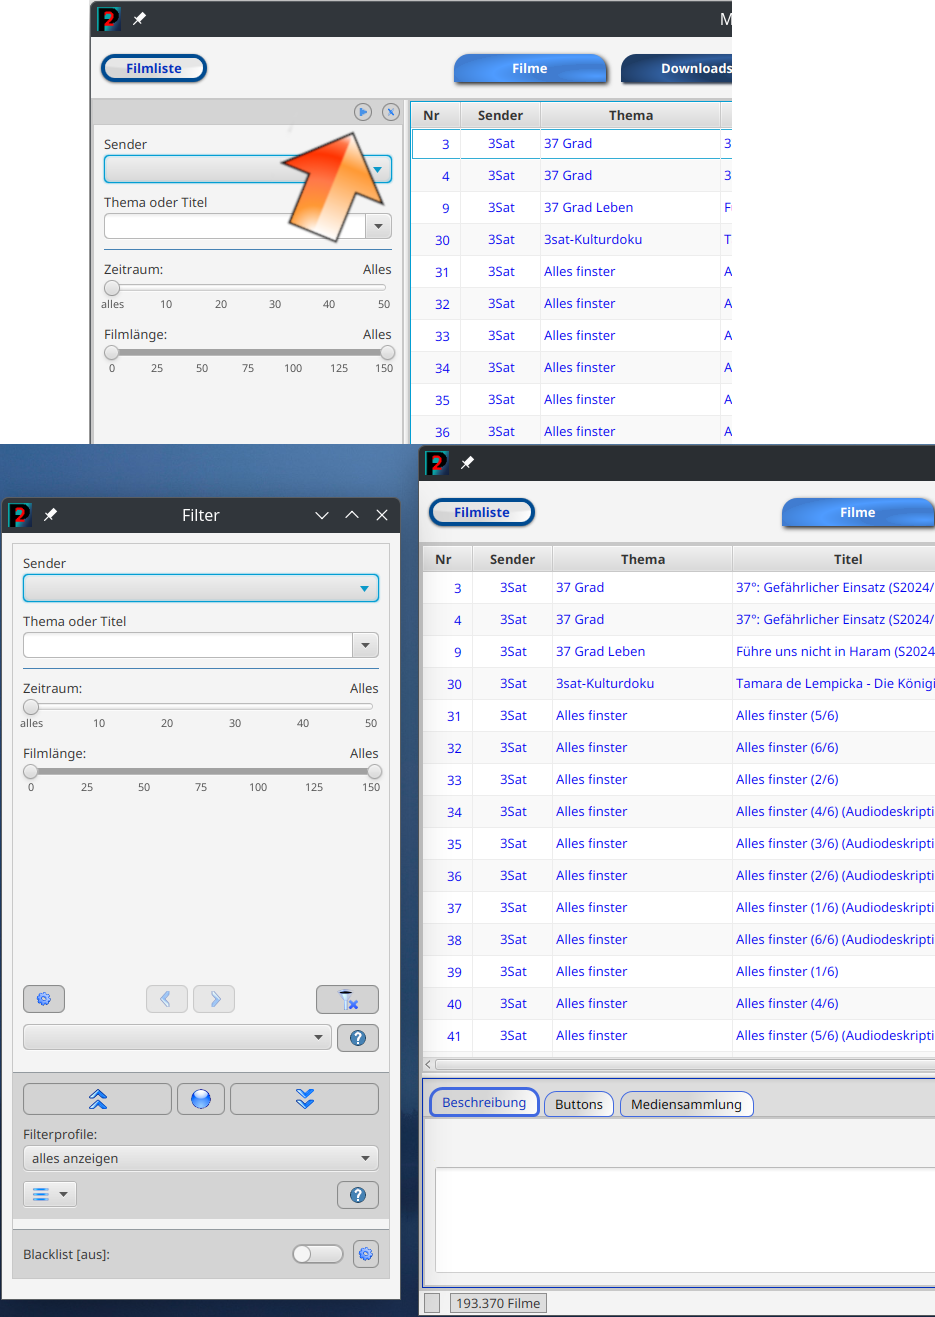 M
Filmliste
Filme
Downloads
Nr Sender Thema
3 3Sat 37 Grad 3
4 3Sat 37 Grad 3
9 3Sat 37 Grad Leben F
30 3Sat 3sat-Kulturdoku T
31 3Sat Alles finster A
32 3Sat Alles finster A
33 3Sat Alles finster A
34 3Sat Alles finster A
35 3Sat Alles finster A
36 3Sat Alles finster A
Sender
Thema oder Titel
Zeitraum: Alles
alles 10 20 30 40 50
Filmlänge: Alles
0 25 50 75 100 125 150
Filter
Sender
Thema oder Titel
Zeitraum: Alles
alles 10 20 30 40 50
Filmlänge: Alles
0 25 50 75 100 125 150
Filterprofile:
alles anzeigen
Blacklist [aus]:
Filmliste
Filme
Nr Sender Thema Titel
3 3Sat 37 Grad 37°: Gefährlicher Einsatz (S2024/
4 3Sat 37 Grad 37°: Gefährlicher Einsatz (S2024/
9 3Sat 37 Grad Leben Führe uns nicht in Haram (S2024
30 3Sat 3sat-Kulturdoku Tamara de Lempicka - Die Königi
31 3Sat Alles finster Alles finster (5/6)
32 3Sat Alles finster Alles finster (6/6)
33 3Sat Alles finster Alles finster (2/6)
34 3Sat Alles finster Alles finster (4/6) (Audiodeskripti
35 3Sat Alles finster Alles finster (3/6) (Audiodeskripti
36 3Sat Alles finster Alles finster (2/6) (Audiodeskripti
37 3Sat Alles finster Alles finster (1/6) (Audiodeskripti
38 3Sat Alles finster Alles finster (6/6) (Audiodeskripti
39 3Sat Alles finster Alles finster (1/6)
40 3Sat Alles finster Alles finster (4/6)
41 3Sat Alles finster Alles finster (5/6) (Audiodeskripti
Beschreibung Buttons Mediensammlung
193.370 Filme